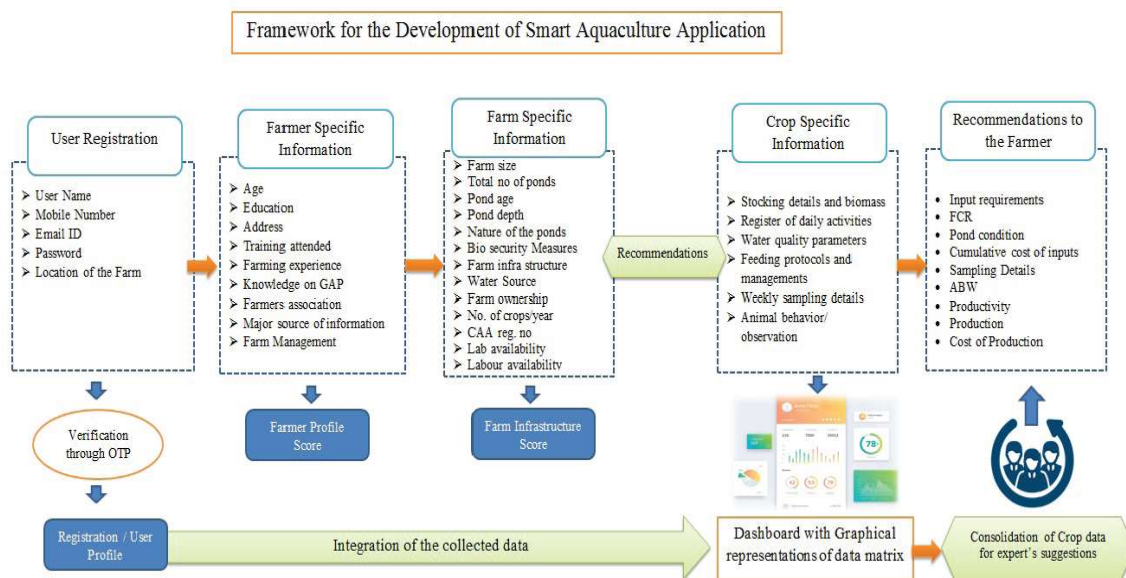 Framework for the Development of Smart Aquaculture Application
User Registration
➢ User Name
➢ Mobile Number
➢ Email ID
➢ Password
➢ Location of the Farm
Verification
through OTP
Registration / User
Profile
Farmer Specific
Information
➢ Age
➢ Education
➢ Address
➢ Training attended
➢ Farming experience
➢ Knowledge on GAP
➢ Farmers association
➢ Major source of information
➢ Farm Management
Farmer Profile
Score
Farm Specific
Information
➢ Farm size
➢ Total no of ponds
➢ Pond age
➢ Pond depth
➢ Nature of the ponds
➢ Bio security Measures
➢ Farm infra structure
➢ Water Source
➢ Farm ownership
➢ No. of crops/year
➢ CAA reg. no
➢ Lab availability
➢ Labour availability
Farm Infrastructure
Score
Recommendations
Crop Specific
Information
➢ Stocking details and biomass
➢ Register of daily activities
➢ Water quality parameters
➢ Feeding protocols and
managements
➢ Weekly sampling details
➢ Animal behavior/
observation
78
Recommendations to
the Farmer
• Input requirements
• FCR
• Pond condition
• Cumulative cost of inputs
• Sampling Details
• ABW
• Productivity
• Production
• Cost of Production
Integration of the collected data
Dashboard with Graphical
representations of data matrix
Consolidation of Crop data
for expert's suggestions